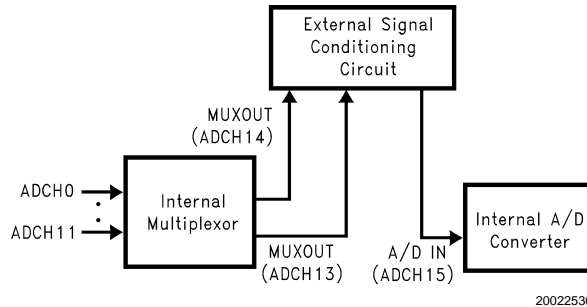 External Signal
Conditioning
Circuit
MUXOUT
(ADCH14)
ADCH0
ADCH11
Internal
Multiplexor
MUXOUT
(ADCH13)
A/D IN
(ADCH15)
Internal A/D
Converter